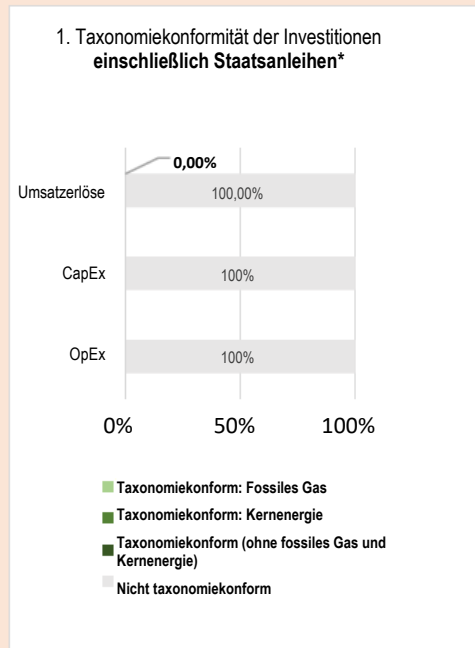 1. Taxonomiekonformität der Investitionen
einschließlich Staatsanleihen*
0,00%
Umsatzerlöse
100,00%
CapEx
100%
OpEx
100%
0% 50% 100%
Taxonomiekonform: Fossiles Gas
Taxonomiekonform: Kernenergie
Taxonomiekonform (ohne fossiles Gas und
Kernenergie)
Nicht taxonomiekonform